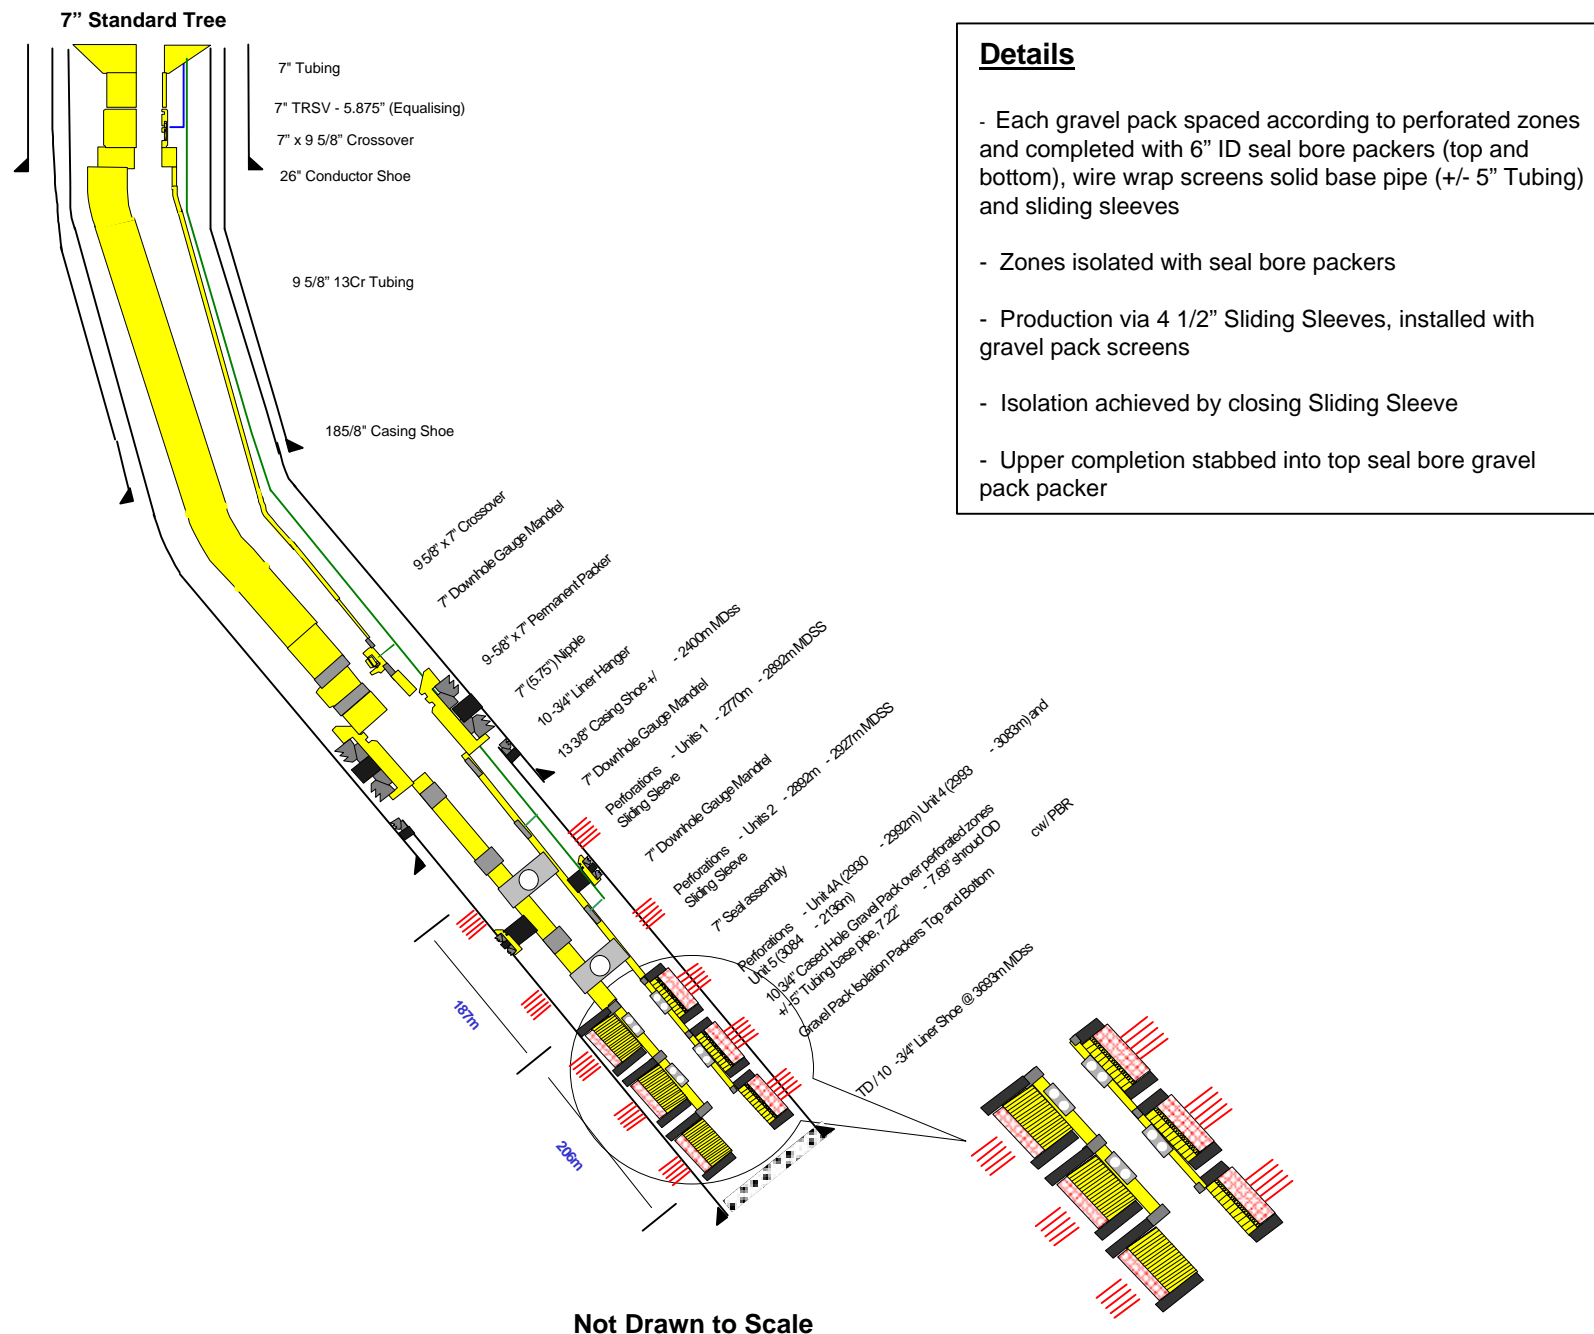 7” Standard Tree
7" Tubing
7" TRSV - 5.875” (Equalising)
7” x 9 5/8” Crossover
26" Conductor Shoe
9 5/8” 13Cr Tubing
185/8" Casing Shoe
9 5/8” x 7” Crossover
7” Downhole Gauge Mandrel
9-5/8” x 7” Permanent Packer
7” (5.75”) Nipple
10 -3/4” Liner Hanger
13 3/8" Casing Shoe +/ - 2400m MDss
7” Downhole Gauge Mandrel
Perforations - Units 1 - 2770m - 2892m MDSS
Sliding Sleeve
7” Downhole Gauge Mandrel
Perforations - Units 2 - 2892m - 2927m MDSS
Sliding Sleeve
7” Seal assembly
Perforations - Unit 4A (2930 - 2992m) Unit 4 (2993 - 3083m) and
Unit 5 (3084 - 2136m)
10 3/4” Cased Hole Gravel Pack over perforated zones
+/-5” Tubing base pipe, 7.22” - 7.69” shroud OD
Gravel Pack Isolation Packers Top and Bottom cw/ PBR
TD / 10 -3/4” Liner Shoe @ 3693m MDss
187m
206m
Details
- Each gravel pack spaced according to perforated zones
and completed with 6” ID seal bore packers (top and
bottom), wire wrap screens solid base pipe (+/- 5” Tubing)
and sliding sleeves
- Zones isolated with seal bore packers
- Production via 4 1/2” Sliding Sleeves, installed with
gravel pack screens
- Isolation achieved by closing Sliding Sleeve
- Upper completion stabbed into top seal bore gravel
pack packer
Not Drawn to Scale